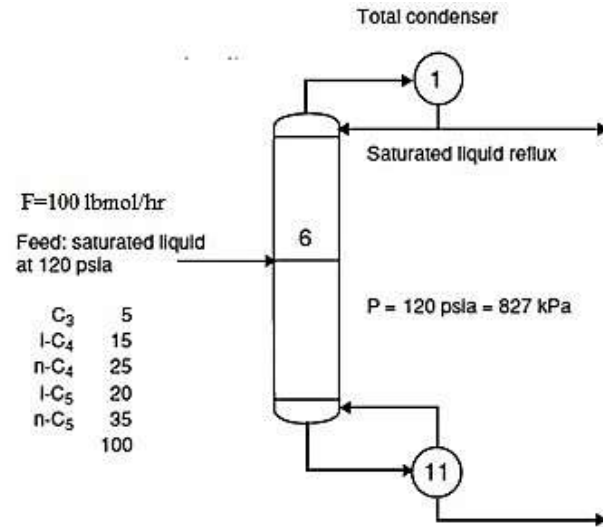 Total condenser
1
Saturated liquid reflux
F=100 lbmol/hr
Feed: saturated liquid
at 120 psia
6
P = 120 psia = 827 kPa
C3 5
I-C4 15
n-C4 25
I-C5 20
n-C5 35
100
11